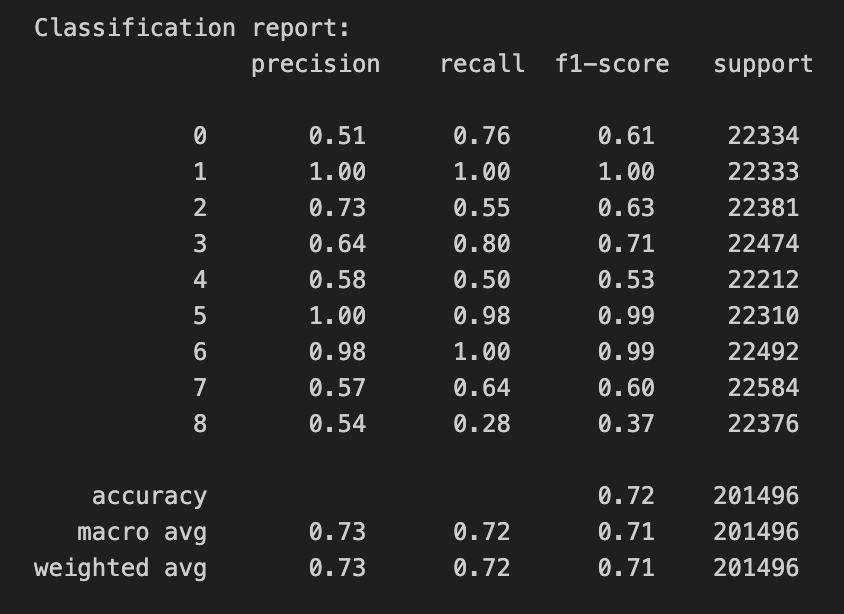 Classification report:
precision recall f1-score support
0 0.51 0.76 0.61 22334
1 1.00 1.00 1.00 22333
2 0.73 0.55 0.63 22381
3 0.64 0.80 0.71 22474
4 0.58 0.50 0.53 22212
5 1.00 0.98 0.99 22310
6 0.98 1.00 0.99 22492
7 0.57 0.64 0.60 22584
8 0.54 0.28 0.37 22376
accuracy 0.72 201496
macro avg 0.73 0.72 0.71 201496
weighted avg 0.73 0.72 0.71 201496